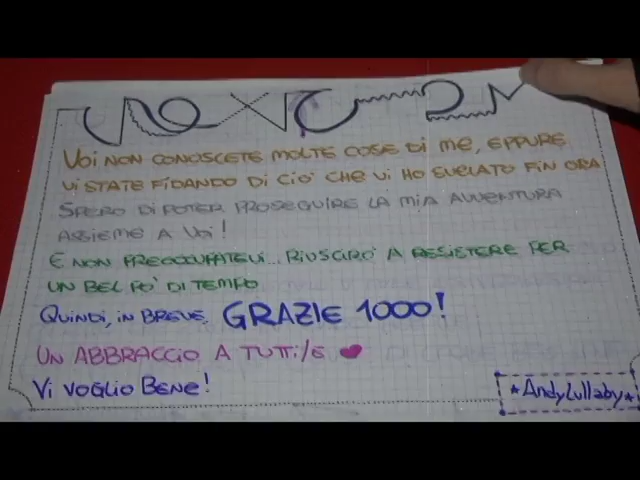 VOI NON CONOSCETE MOLTE COSE DI ME, EPPURE
VI STATE FIDANDO DI CIÒ CHE VI HO SVELATO FIN ORA
SPERO DI POTER PROSEGUIRE LA MIA AVVENTURA
ASSIEME A VOI!
E NON PREOCCUPATEVI... RIUSCIRÒ A RESISTERE PER
UN BEL PO' DI TEMPO
QUINDI, IN BREVE, GRAZIE 1000!
UN ABBRACCIO A TUTTI/E
VI VOGLIO BENE!
*AndyLullaby*